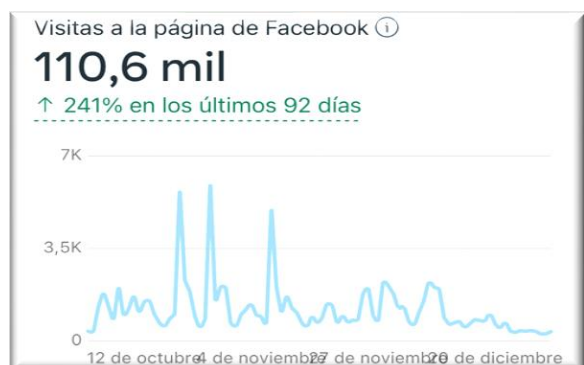 Visitas a la página de Facebook
110,6 mil
↑ 241% en los últimos 92 días
7K
3,5K
0
12 de octubre 4 de noviembre 27 de noviembre 20 de diciembre